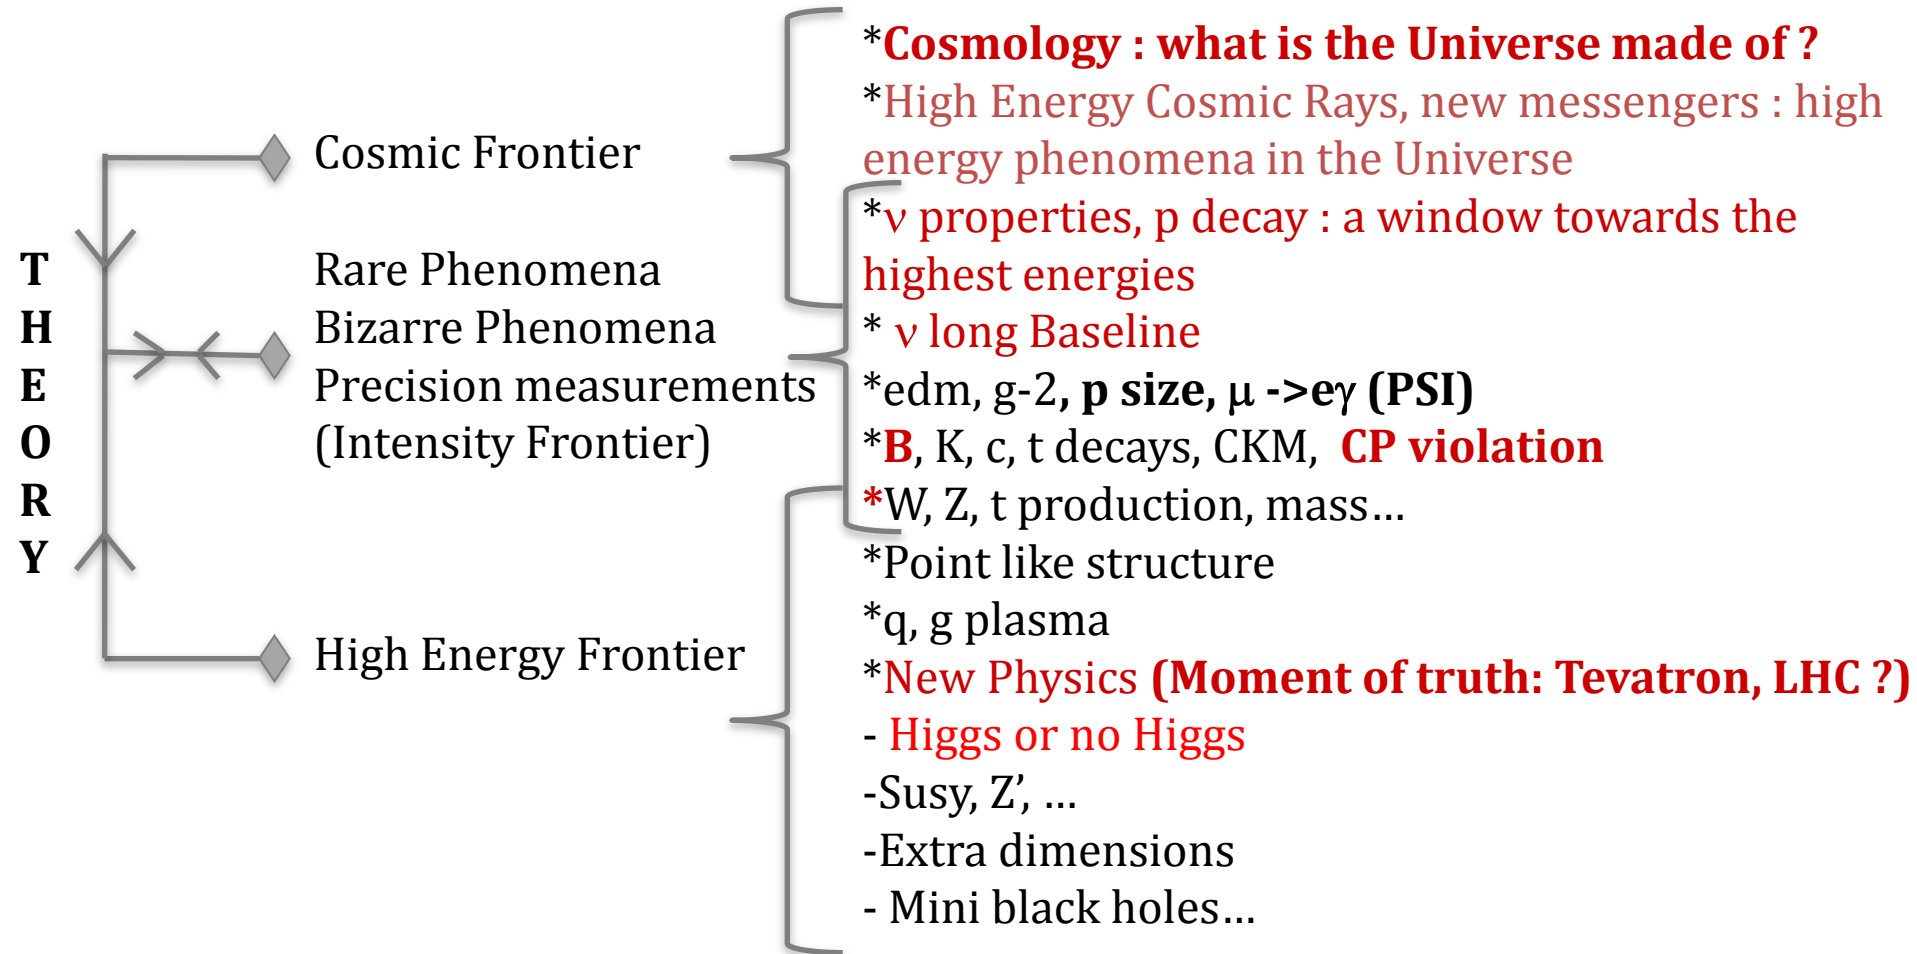 THEORY
Cosmic Frontier
Rare Phenomena
Bizarre Phenomena
Precision measurements
(Intensity Frontier)
High Energy Frontier
*Cosmology : what is the Universe made of ?
*High Energy Cosmic Rays, new messengers : high
energy phenomena in the Universe
*ν properties, p decay : a window towards the
highest energies
* ν long Baseline
*edm, g-2, p size, μ ->eγ (PSI)
*B, K, c, t decays, CKM, CP violation
*W, Z, t production, mass…
*Point like structure
*q, g plasma
*New Physics (Moment of truth: Tevatron, LHC ?)
- Higgs or no Higgs
-Susy, Z’, …
-Extra dimensions
- Mini black holes…